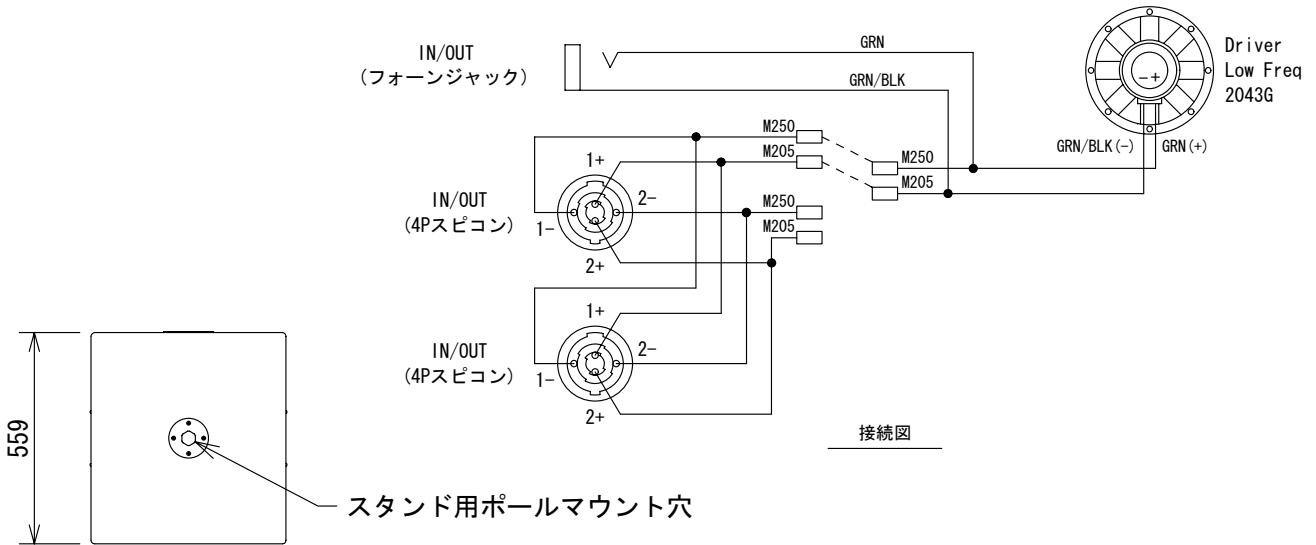 IN/OUT
(フォーンジャック)
GRN
GRN/BLK
Driver
Low Freq
2043G
GRN/BLK(-)
GRN(+)
-+
M250
M205
M250
M205
M250
M205
IN/OUT
(4Pスピコン)
1+
2-
1-
2+
IN/OUT
(4Pスピコン)
1+
2-
1-
2+
接続図
559
スタンド用ポールマウント穴